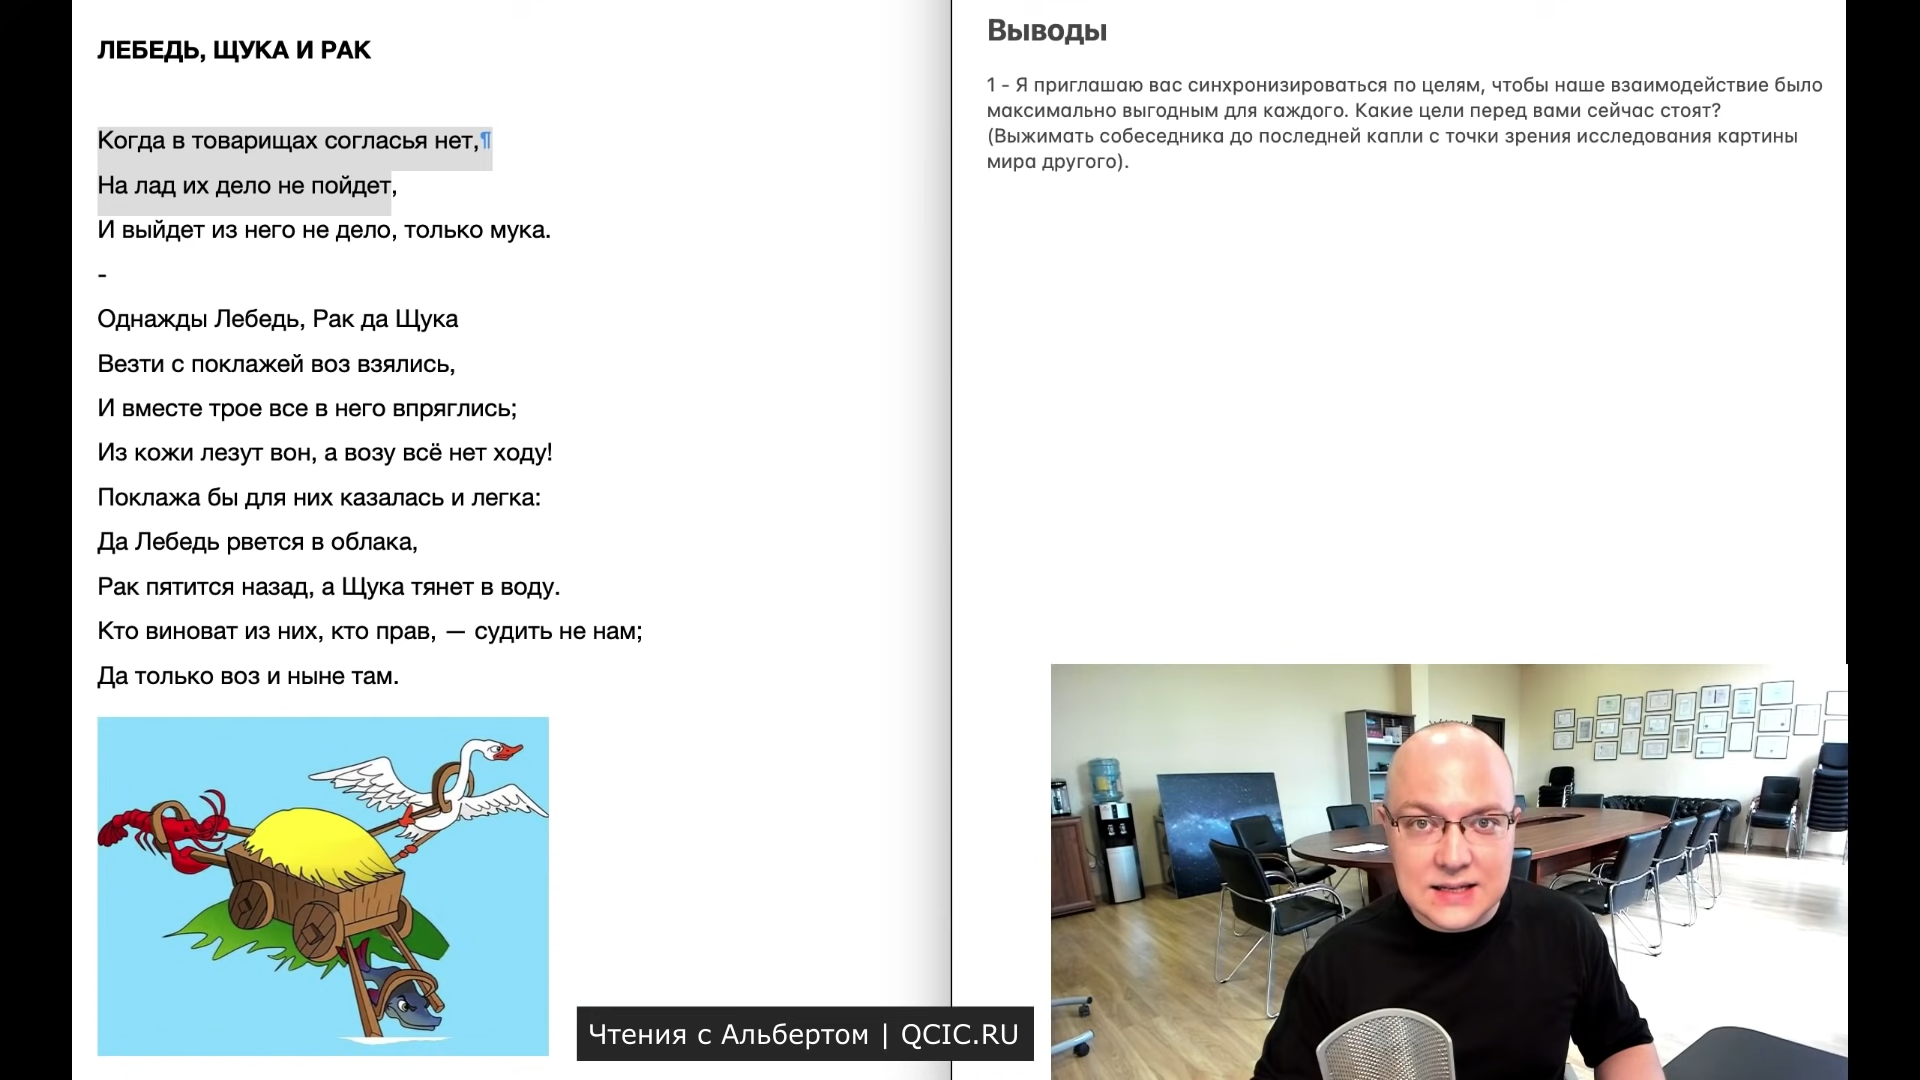 ЛЕБЕДЬ, ЩУКА И РАК
Когда в товарищах согласья нет,¶
На лад их дело не пойдет,
И выйдет из него не дело, только мука.
-
Однажды Лебедь, Рак да Щука
Везти с поклажей воз взялись,
И вместе трое все в него впряглись;
Из кожи лезут вон, а возу всё нет ходу!
Поклажа бы для них казалась и легка:
Да Лебедь рвется в облака,
Рак пятится назад, а Щука тянет в воду.
Кто виноват из них, кто прав, — судить не нам;
Да только воз и ныне там.
Выводы
1 - Я приглашаю вас синхронизироваться по целям, чтобы наше взаимодействие было
максимально выгодным для каждого. Какие цели перед вами сейчас стоят?
(Выжимать собеседника до последней капли с точки зрения исследования картины
мира другого).
Чтения с Альбертом | QCIC.RU